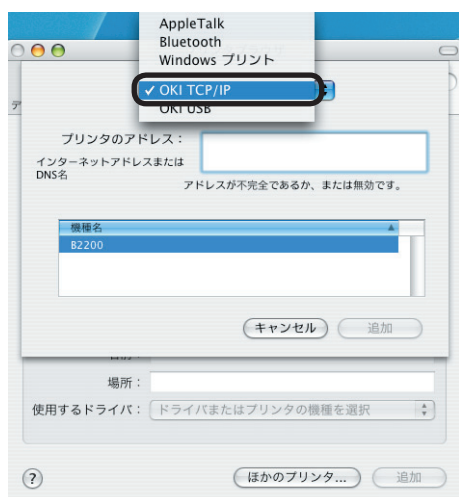 AppleTalk
Bluetooth
Windows プリント
✓ OKI TCP/IP
OKI USB
プリンタのアドレス：
インターネットアドレスまたは
DNS名
アドレスが不完全であるか、または無効です。
機種名
B2200
キャンセル
追加
場所：
使用するドライバ：
ドライバまたはプリンタの機種を選択
?
ほかのプリンタ...
追加